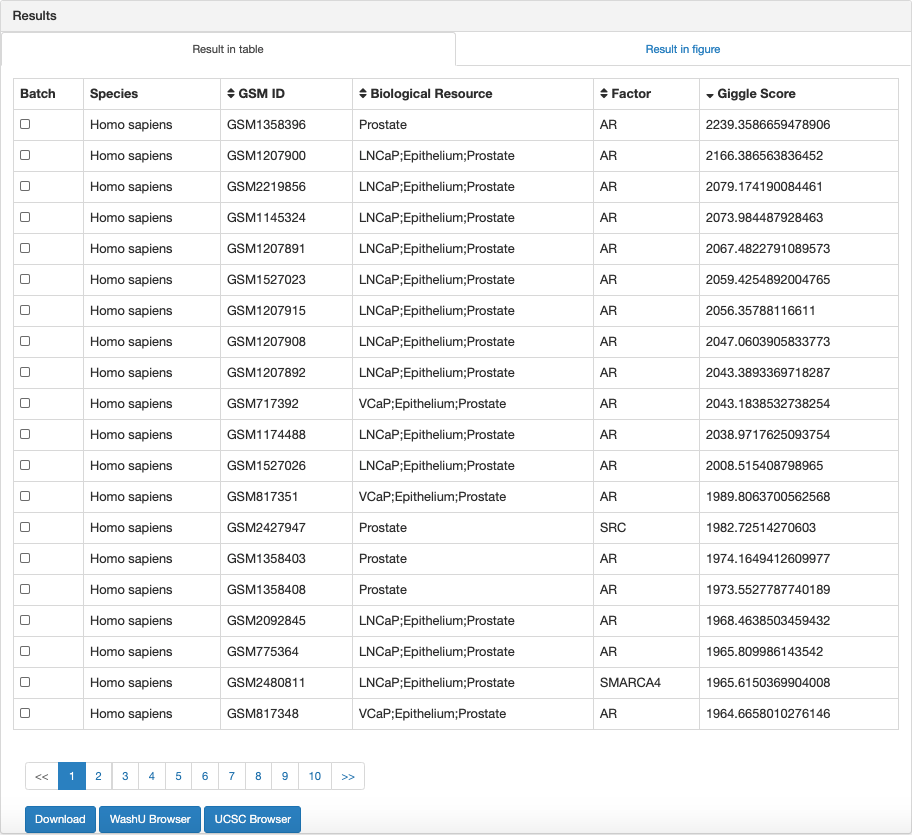 Results
Result in table Result in figure
Batch Species GSM ID Biological Resource Factor Giggle Score
Homo sapiens GSM1358396 Prostate AR 2239.3586659478906
Homo sapiens GSM1207900 LNCaP;Epithelium;Prostate AR 2166.386563836452
Homo sapiens GSM2219856 LNCaP;Epithelium;Prostate AR 2079.174190084461
Homo sapiens GSM1145324 LNCaP;Epithelium;Prostate AR 2073.984487928463
Homo sapiens GSM1207891 LNCaP;Epithelium;Prostate AR 2067.4822791089573
Homo sapiens GSM1527023 LNCaP;Epithelium;Prostate AR 2059.4254892004765
Homo sapiens GSM1207915 LNCaP;Epithelium;Prostate AR 2056.35788116611
Homo sapiens GSM1207908 LNCaP;Epithelium;Prostate AR 2047.0603905833773
Homo sapiens GSM1207892 LNCaP;Epithelium;Prostate AR 2043.3893369718287
Homo sapiens GSM717392 VCaP;Epithelium;Prostate AR 2043.1838532738254
Homo sapiens GSM1174488 LNCaP;Epithelium;Prostate AR 2038.9717625093754
Homo sapiens GSM1527026 LNCaP;Epithelium;Prostate AR 2008.515408798965
Homo sapiens GSM817351 VCaP;Epithelium;Prostate AR 1989.8063700562568
Homo sapiens GSM2427947 Prostate SRC 1982.72514270603
Homo sapiens GSM1358403 Prostate AR 1974.1649412609977
Homo sapiens GSM1358408 Prostate AR 1973.5527787740189
Homo sapiens GSM2092845 LNCaP;Epithelium;Prostate AR 1968.4638503459432
Homo sapiens GSM775364 LNCaP;Epithelium;Prostate AR 1965.809986143542
Homo sapiens GSM2480811 LNCaP;Epithelium;Prostate SMARCA4 1965.6150369904008
Homo sapiens GSM817348 VCaP;Epithelium;Prostate AR 1964.6658010276146
<< 1 2 3 4 5 6 7 8 9 10 >>
Download WashU Browser UCSC Browser